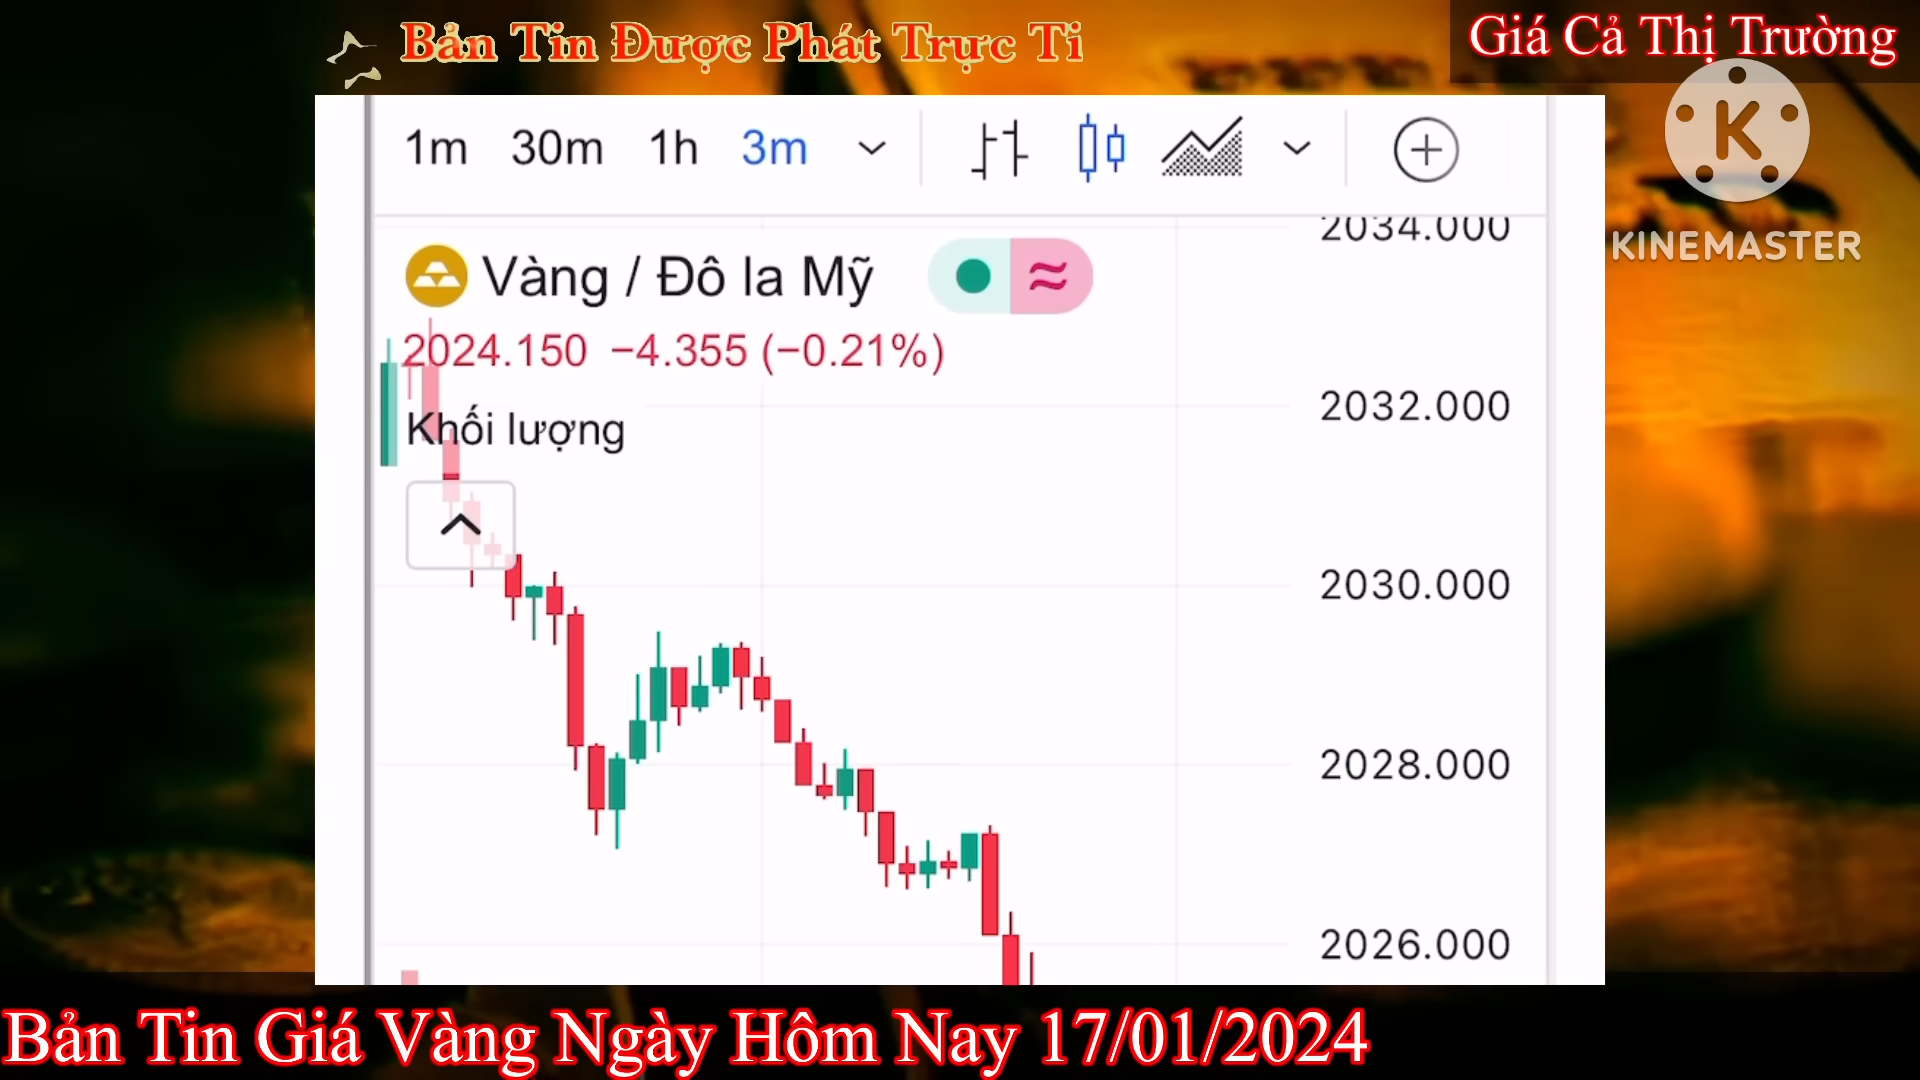 Bản Tin Được Phát Trực Ti
Giá Cả Thị Trường
K
KINEMASTER
1m 30m 1h 3m
2034.000
Vàng / Đô la Mỹ
2024.150 −4.355 (−0.21%)
2032.000
Khối lượng
2030.000
2028.000
2026.000
Bản Tin Giá Vàng Ngày Hôm Nay 17/01/2024